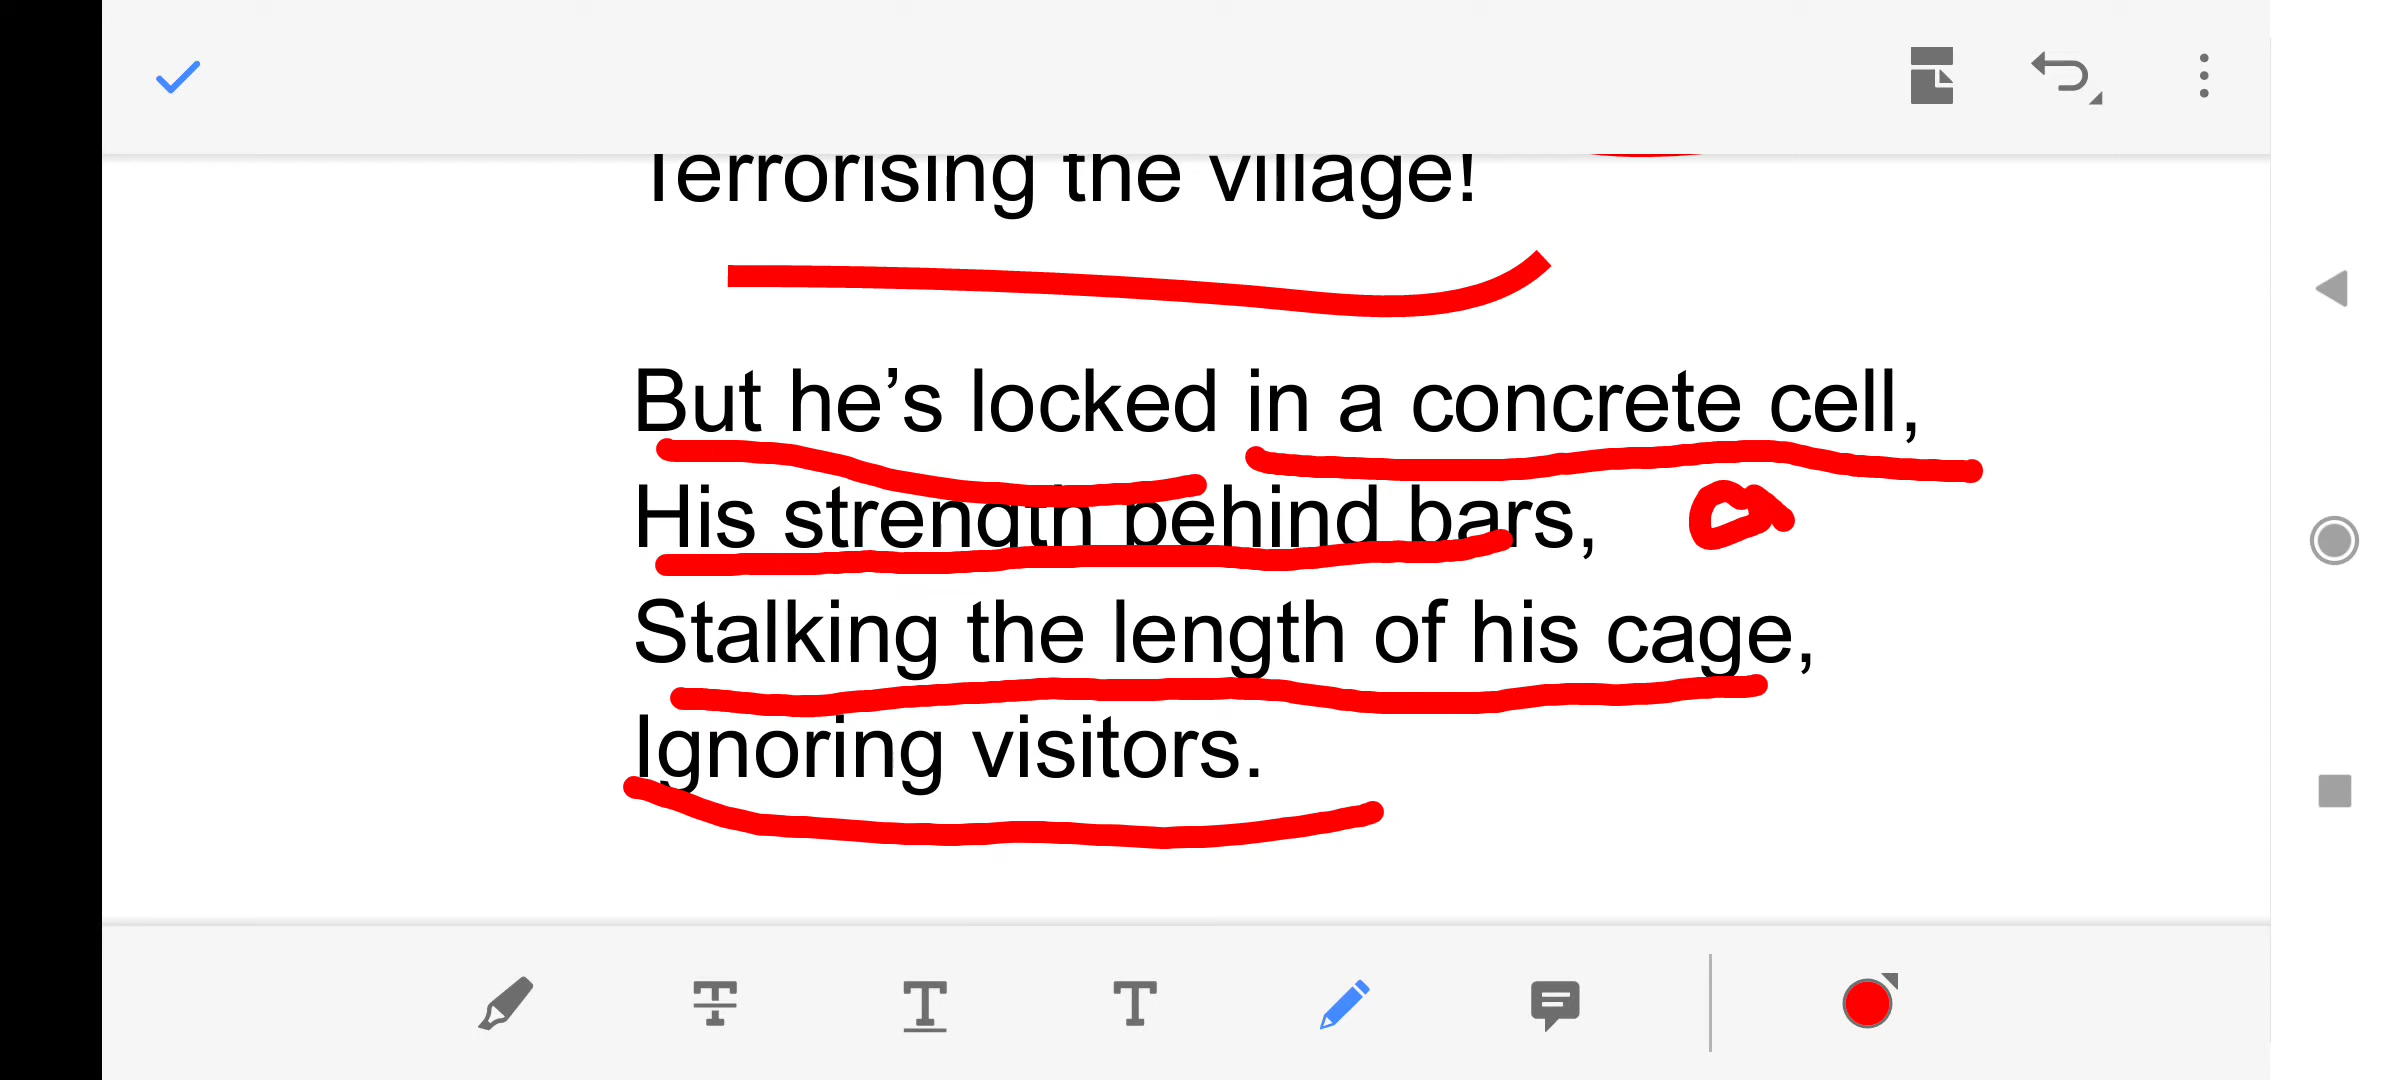 Terrorising the village!
But he’s locked in a concrete cell,
His strength behind bars,
Stalking the length of his cage,
Ignoring visitors.